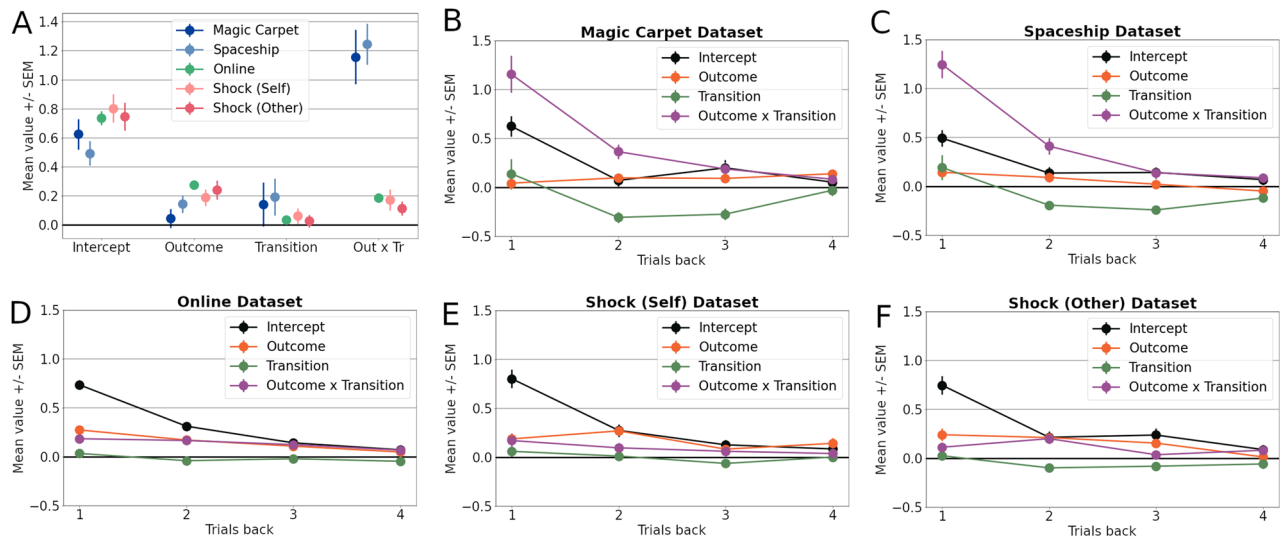 A
Mean value +/- SEM
1.4
1.2
1.0
0.8
0.6
0.4
0.2
0.0
Magic Carpet
Spaceship
Online
Shock (Self)
Shock (Other)
Intercept
Outcome
Transition
Out x Tr
B
Magic Carpet Dataset
Mean value +/- SEM
1.5
1.0
0.5
0.0
−0.5
Intercept
Outcome
Transition
Outcome x Transition
1
2
3
4
Trials back
C
Spaceship Dataset
Mean value +/- SEM
1.5
1.0
0.5
0.0
−0.5
Intercept
Outcome
Transition
Outcome x Transition
1
2
3
4
Trials back
D
Online Dataset
Mean value +/- SEM
1.5
1.0
0.5
0.0
−0.5
Intercept
Outcome
Transition
Outcome x Transition
1
2
3
4
Trials back
E
Shock (Self) Dataset
Mean value +/- SEM
1.5
1.0
0.5
0.0
−0.5
Intercept
Outcome
Transition
Outcome x Transition
1
2
3
4
Trials back
F
Shock (Other) Dataset
Mean value +/- SEM
1.5
1.0
0.5
0.0
−0.5
Intercept
Outcome
Transition
Outcome x Transition
1
2
3
4
Trials back